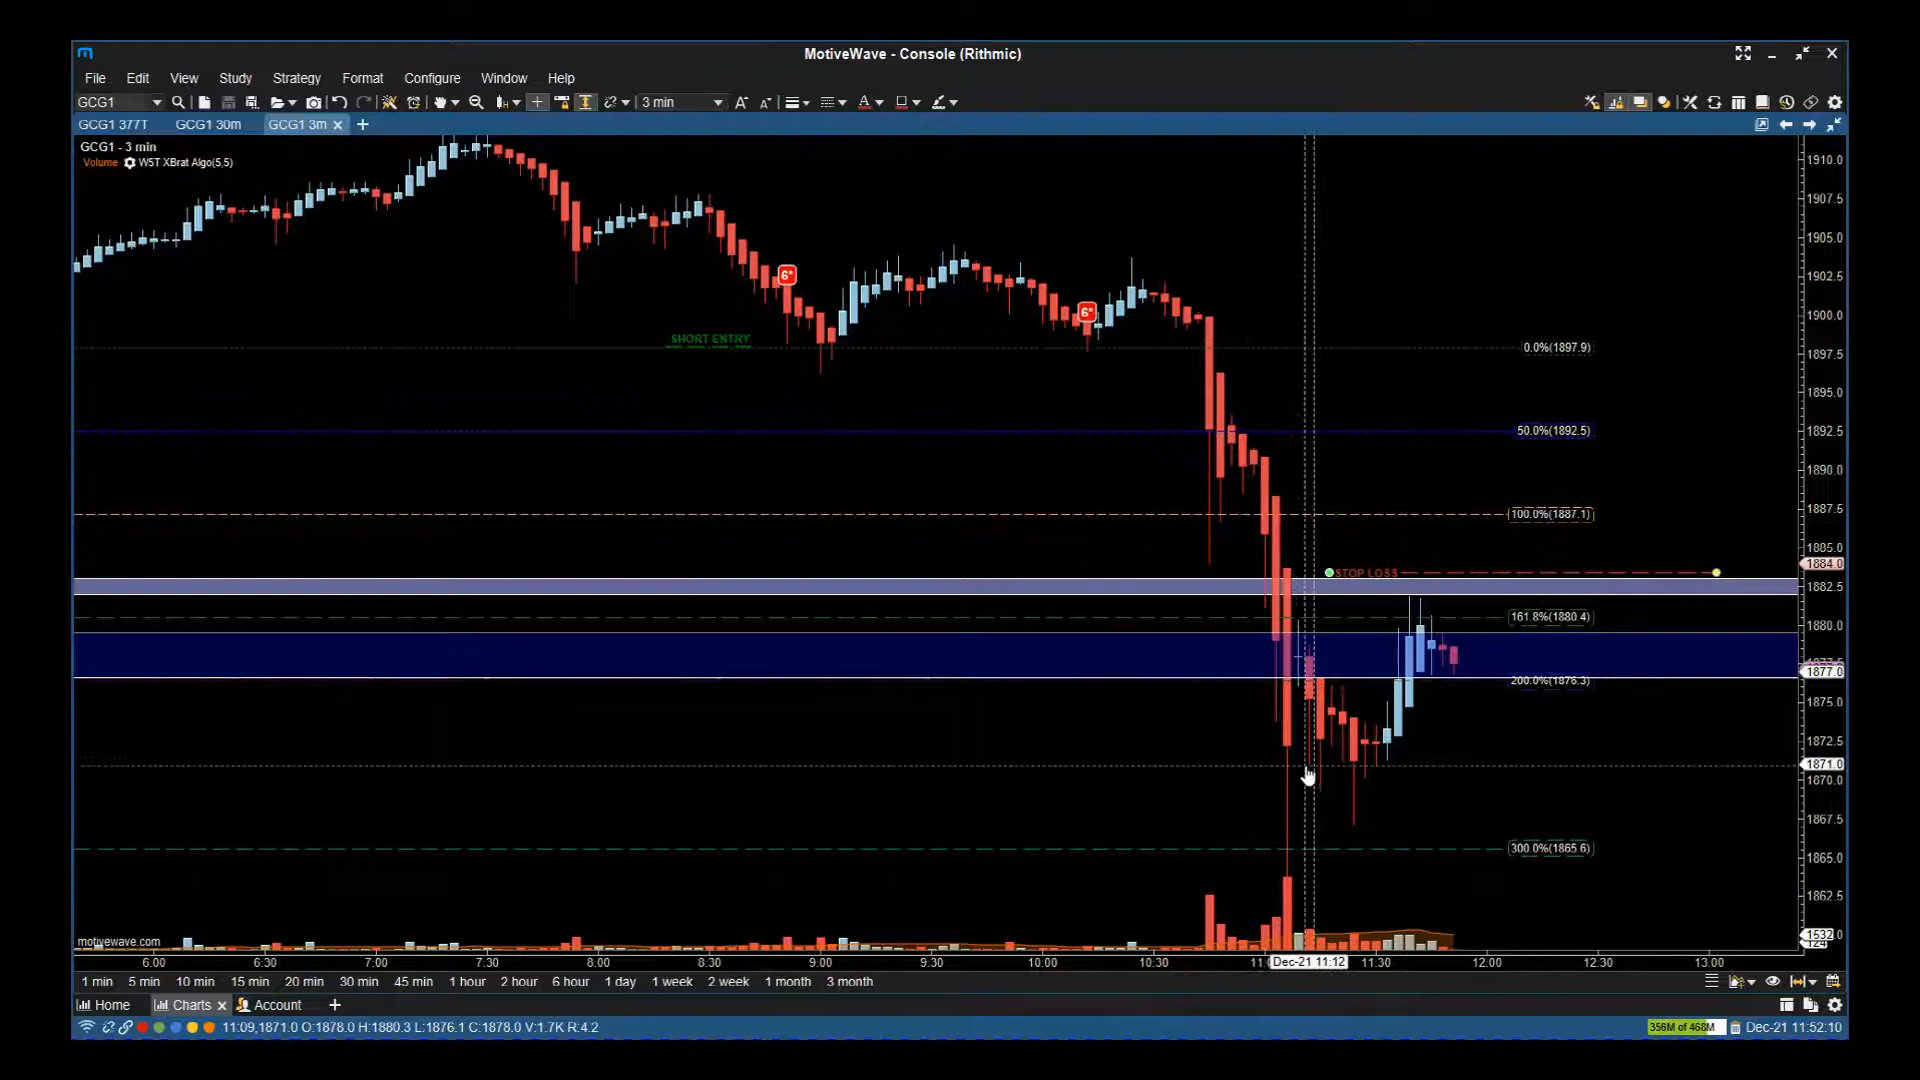 MotiveWave - Console (Rithmic)
File Edit View Study Strategy Format Configure Window Help
GCG1 3 min
GCG1 377T GCG1 30m GCG1 3m
GCG1 - 3 min
Volume W5T XBrat Algo(5,5)
1910.0
1907.5
1905.0
6* 1902.5
6* 1900.0
SHORT ENTRY
0.0%(1897.9) 1897.5
1895.0
50.0%(1892.5) 1892.5
1890.0
100.0%(1887.1) 1887.5
1885.0
1884.0
STOP LOSS
1882.5
161.8%(1880.4) 1880.0
1877.0
200.0%(1876.3)
1875.0
1872.5
1871.0
1870.0
1867.5
300.0%(1865.6)
1865.0
1862.5
1532
motivewave.com
6:00 6:30 7:00 7:30 8:00 8:30 9:00 9:30 10:00 10:30 Dec-21 11:12 11:30 12:00 12:30 13:00
1 min 5 min 10 min 15 min 20 min 30 min 45 min 1 hour 2 hour 6 hour 1 day 1 week 2 week 1 month 3 month
Home Charts Account
11:09,1871.0 O:1878.0 H:1880.3 L:1876.1 C:1878.0 V:1.7K R:4.2 356M of 468M Dec-21 11:52:10